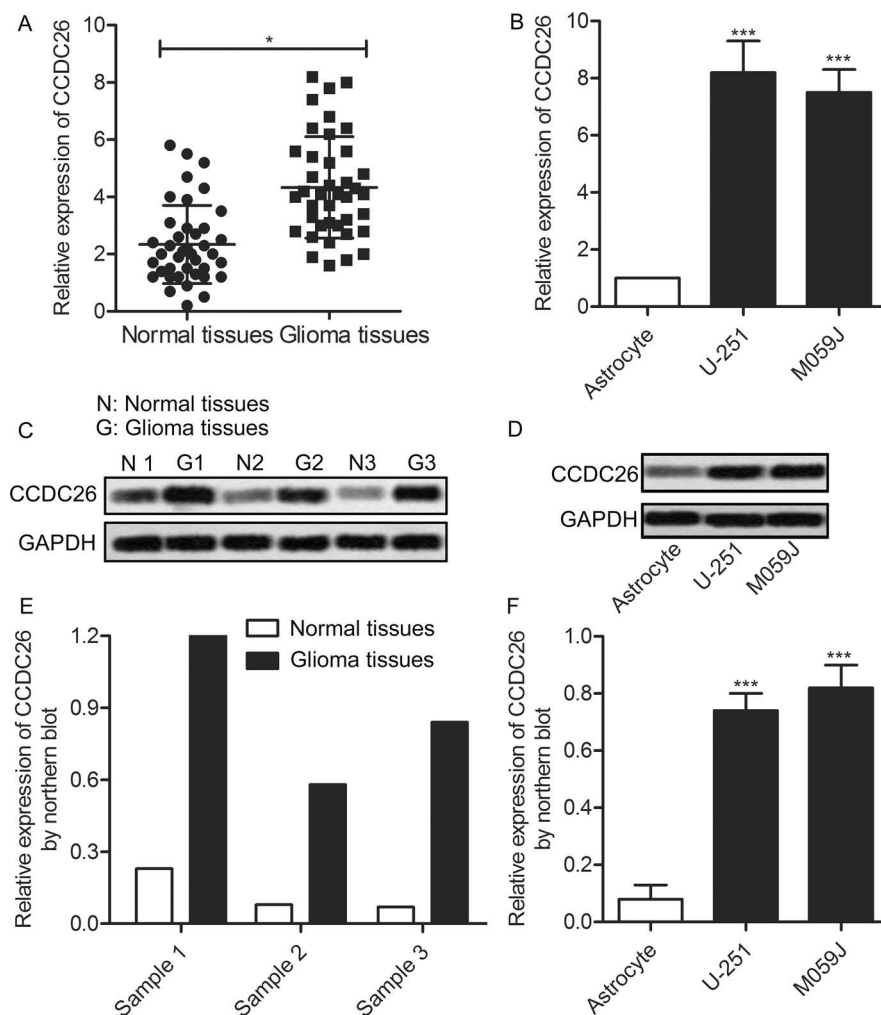 A
Relative expression of CCDC26
10
8
6
4
2
0
*
Normal tissues
Glioma tissues
B
Relative expression of CCDC26
10
8
6
4
2
0
***
***
Astrocyte
U-251
M059J
N: Normal tissues
G: Glioma tissues
C
N 1 G1 N2 G2 N3 G3
CCDC26
GAPDH
D
CCDC26
GAPDH
Astrocyte
U-251
M059J
E
Relative expression of CCDC26
by northern blot
1.2
0.9
0.6
0.3
0.0
Normal tissues
Glioma tissues
Sample 1
Sample 2
Sample 3
F
Relative expression of CCDC26
by northern blot
1.0
0.8
0.6
0.4
0.2
0.0
***
***
Astrocyte
U-251
M059J